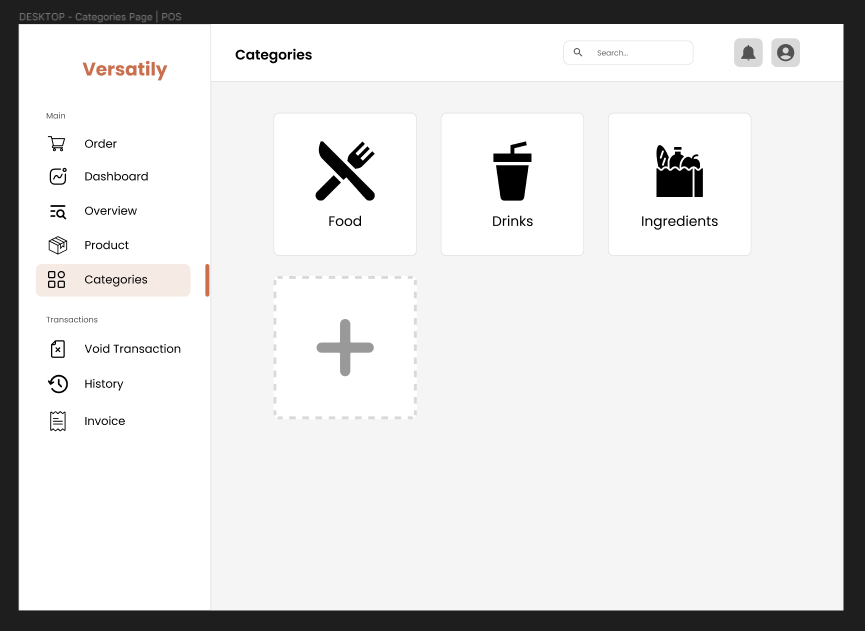 DESKTOP - Categories Page | POS
Versatily
Categories
Search...
Main
Order
Dashboard
Overview
Product
Categories
Transactions
Void Transaction
History
Invoice
Food
Drinks
Ingredients